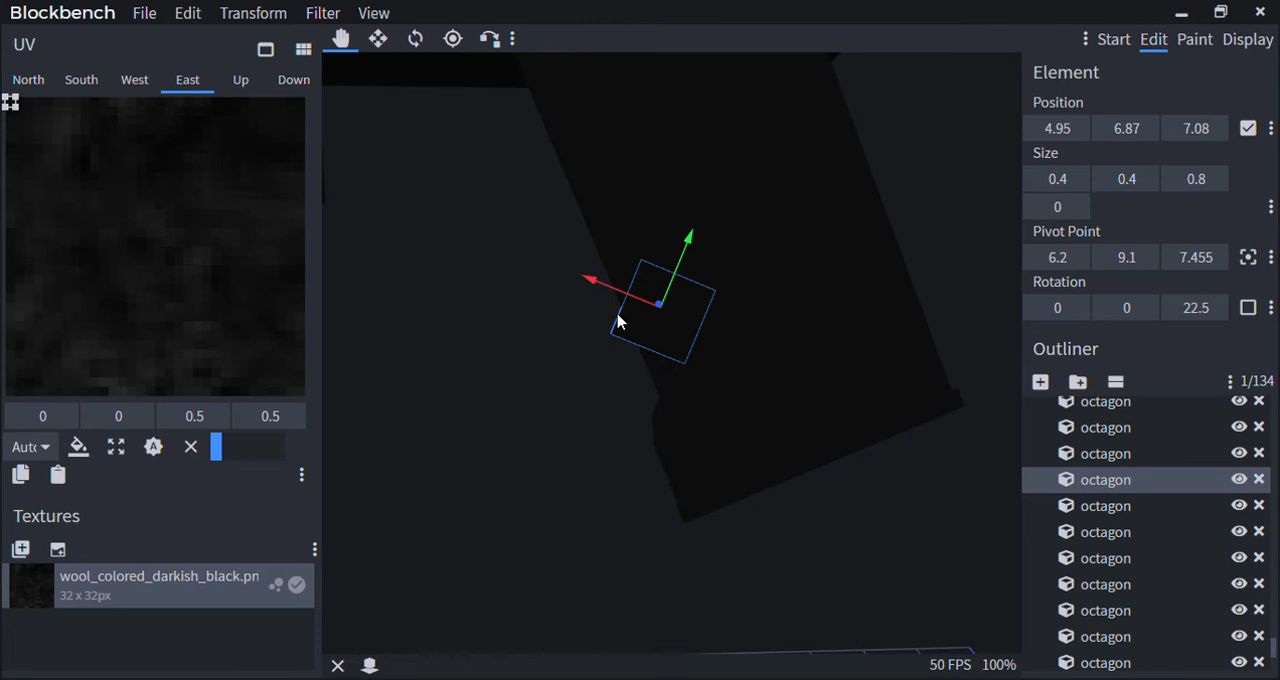 Blockbench File Edit Transform Filter View
UV
North South West East Up Down
0 0 0.5 0.5
Aut
Textures
wool_colored_darkish_black.pn
32 x 32px
50 FPS 100%
Start Edit Paint Display
Element
Position
4.95 6.87 7.08
Size
0.4 0.4 0.8
0
Pivot Point
6.2 9.1 7.455
Rotation
0 0 22.5
Outliner
1/134
octagon
octagon
octagon
octagon
octagon
octagon
octagon
octagon
octagon
octagon
octagon